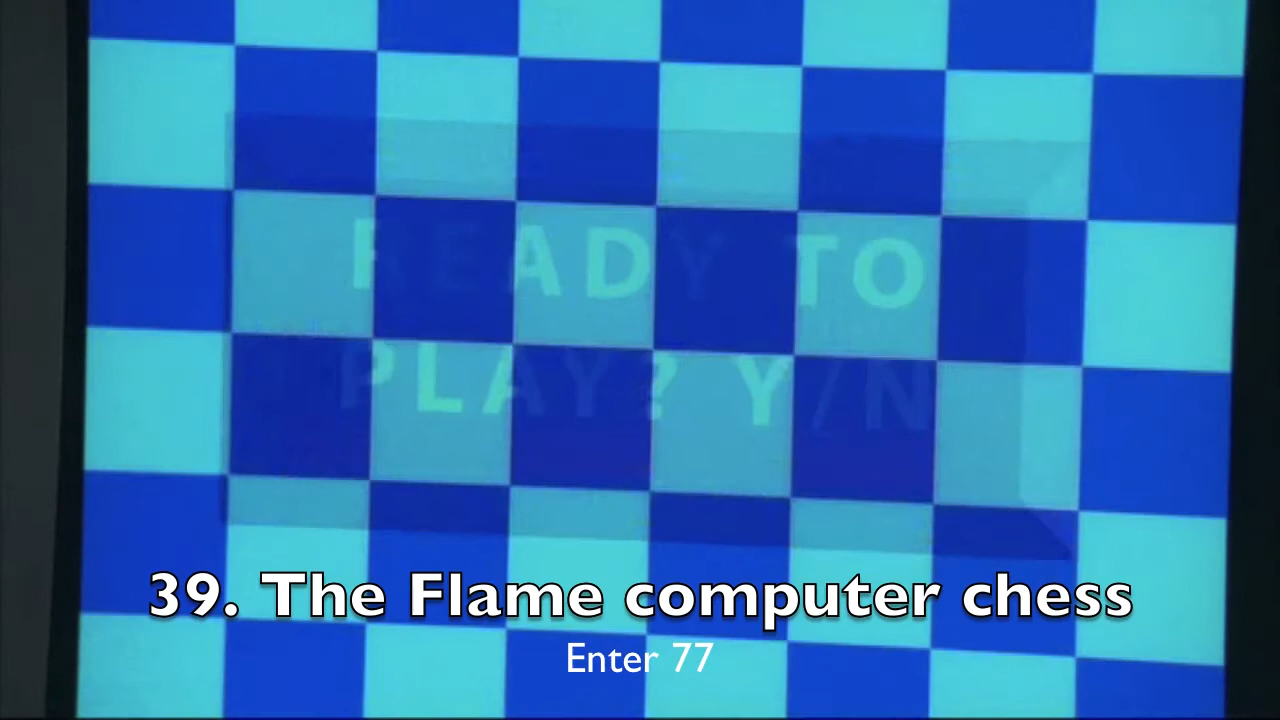 READY TO
PLAY? Y/N
39. The Flame computer chess
Enter 77